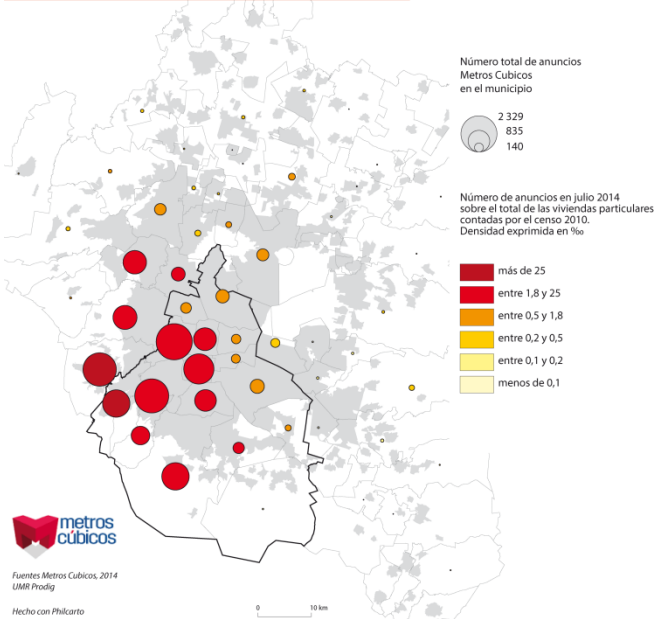 Número total de anuncios
Metros Cubicos
en el municipio
2 329
835
140
Número de anuncios en julio 2014
sobre el total de las viviendas particulares
contadas por el censo 2010.
Densidad exprimida en ‰
más de 25
entre 1,8 y 25
entre 0,5 y 1,8
entre 0,2 y 0,5
entre 0,1 y 0,2
menos de 0,1
metros
cúbicos
Fuentes Metros Cubicos, 2014
UMR Prodig
Hecho con Philcarto
0 10 km